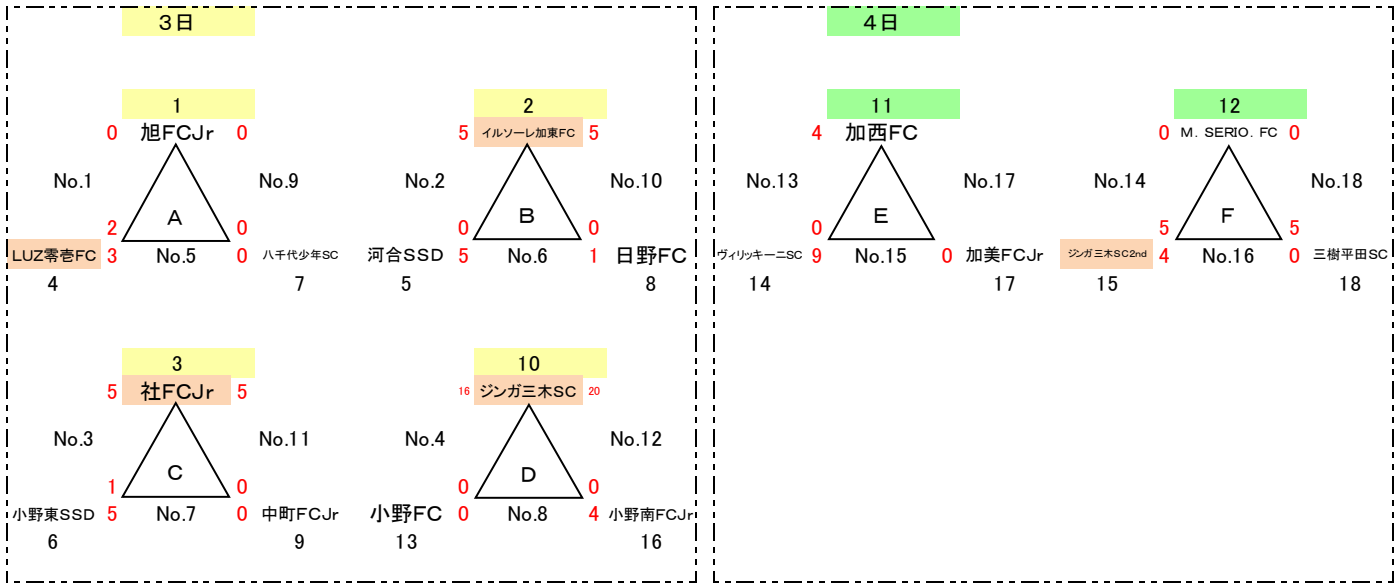 3日
4日
1
2
11
12
0 旭FCJr 0
5 イルソーレ加東FC 5
4 加西FC
0 M. SERIO. FC 0
No.1
No.9
No.2
No.10
No.13
No.17
No.14
No.18
A
B
E
F
2
0
0
0
0
5
5
LUZ零壱FC 3 No.5 0 八千代少年SC
河合SSD 5 No.6 1 日野FC
ヴィリッキーニSC 9 No.15 0 加美FCJr
ジンガ三木SC2nd 4 No.16 0 三樹平田SC
4
7
5
8
14
17
15
18
3
10
5 社FCJr 5
16 ジンガ三木SC 20
No.3
No.11
No.4
No.12
C
D
1
0
0
0
小野東SSD 5 No.7 0 中町FCJr
小野FC 0 No.8 4 小野南FCJr
6
9
13
16